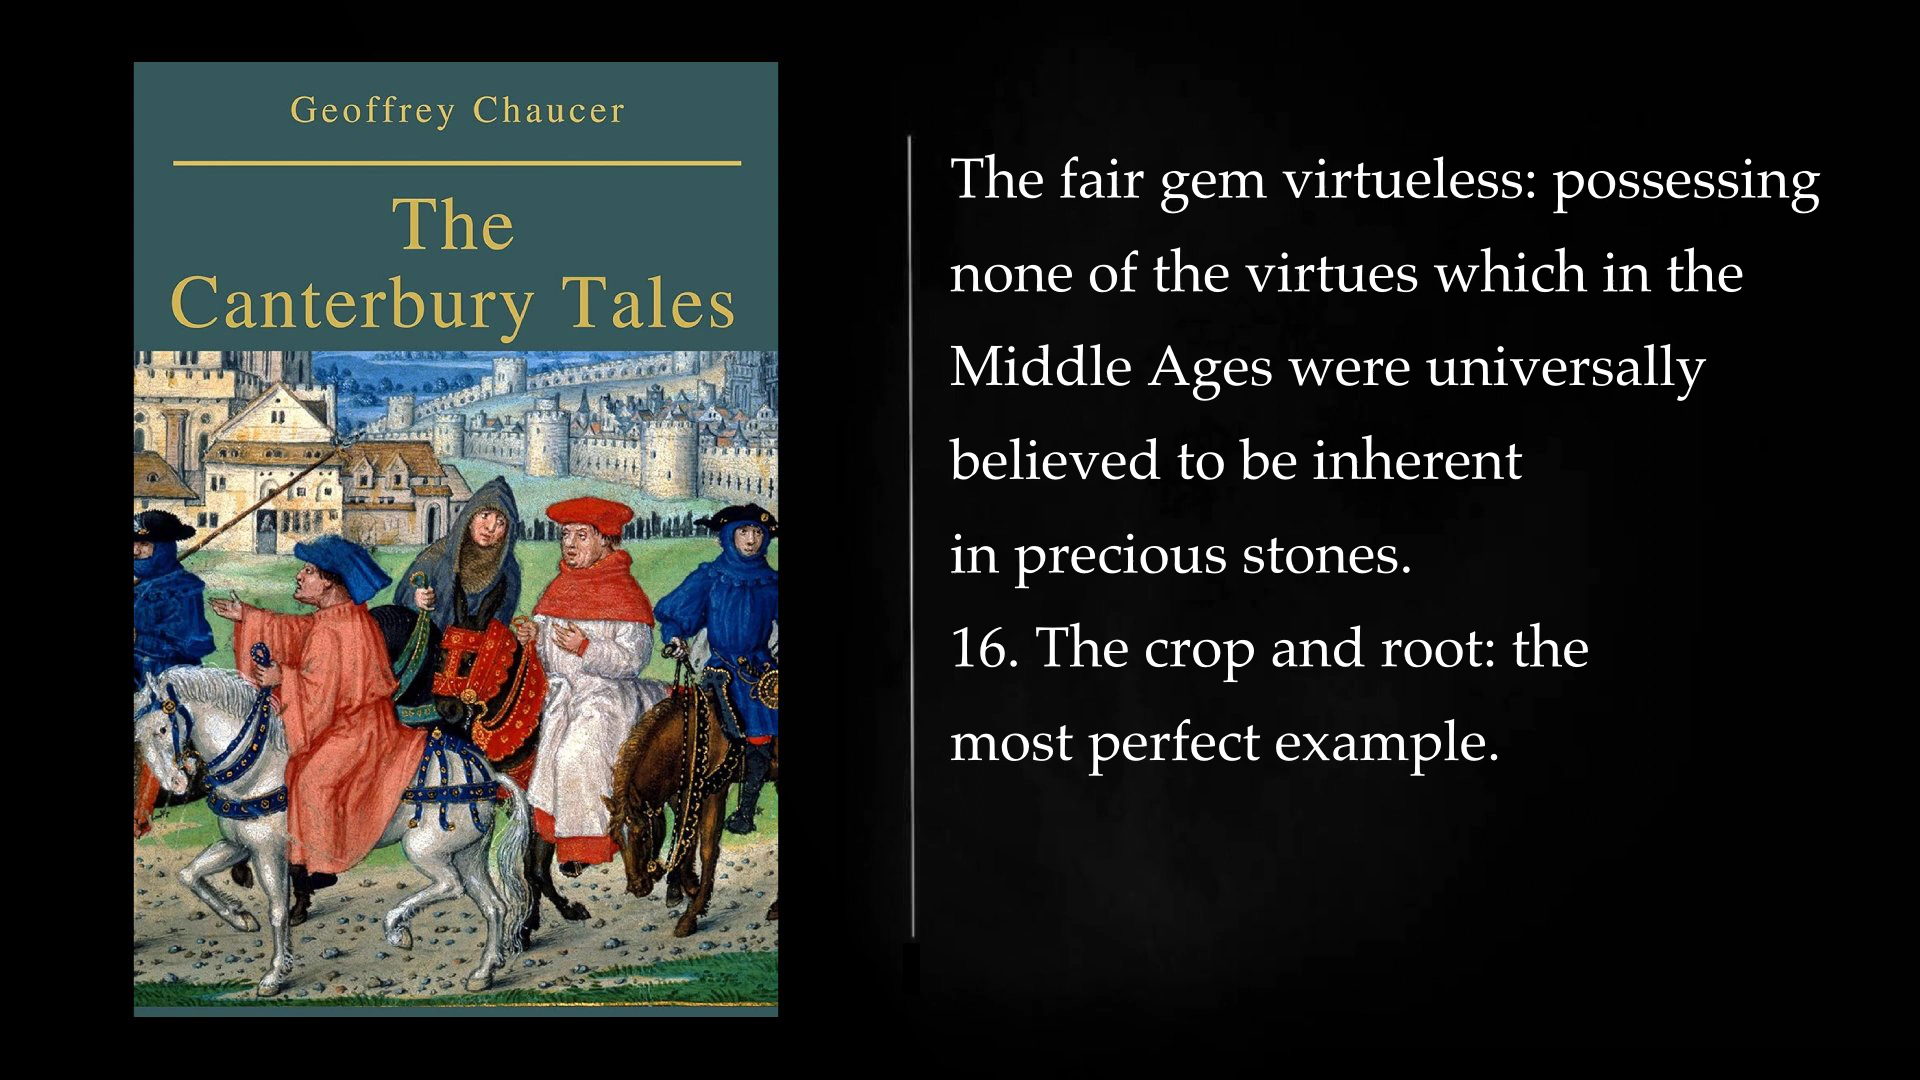 Geoffrey Chaucer
The
Canterbury Tales
The fair gem virtueless: possessing
none of the virtues which in the
Middle Ages were universally
believed to be inherent
in precious stones.
16. The crop and root: the
most perfect example.